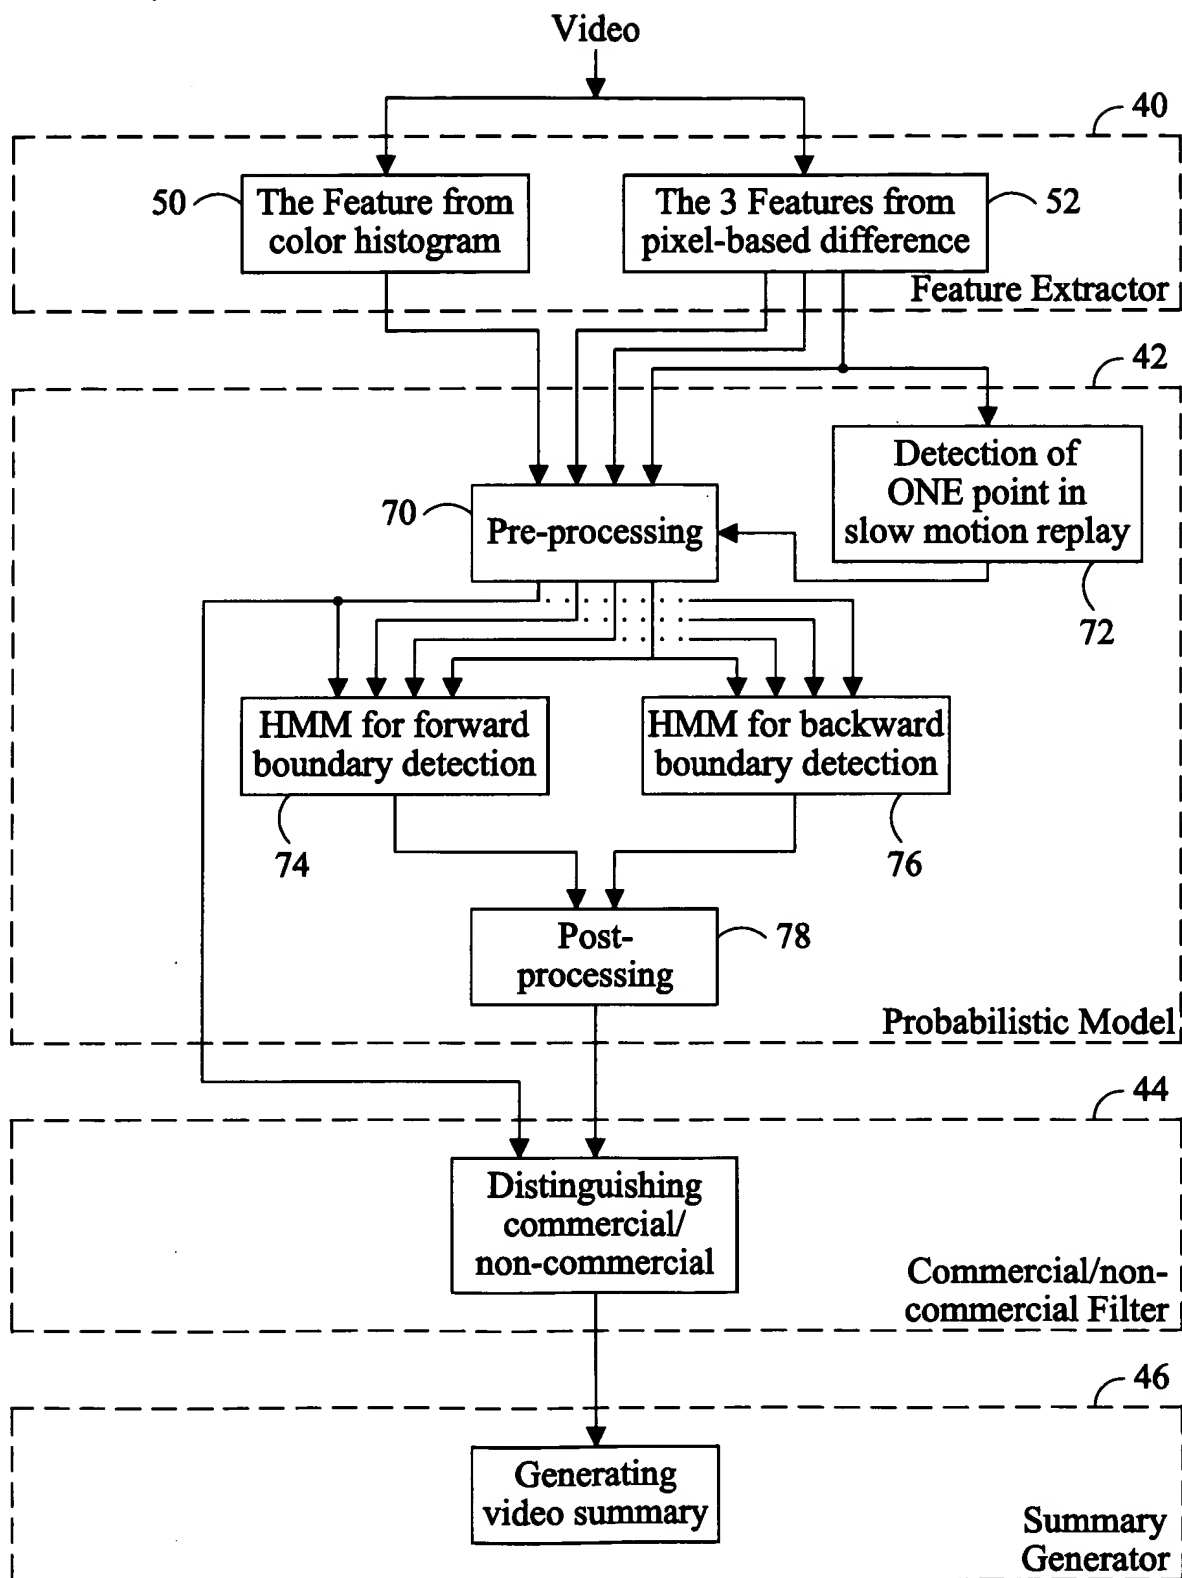 Video
40
50
The Feature from
color histogram
The 3 Features from
pixel-based difference
52
Feature Extractor
42
Detection of
ONE point in
slow motion replay
70
Pre-processing
72
HMM for forward
boundary detection
HMM for backward
boundary detection
74
76
Post-
processing
78
Probabilistic Model
44
Distinguishing
commercial/
non-commercial
Commercial/non-
commercial Filter
46
Generating
video summary
Summary
Generator